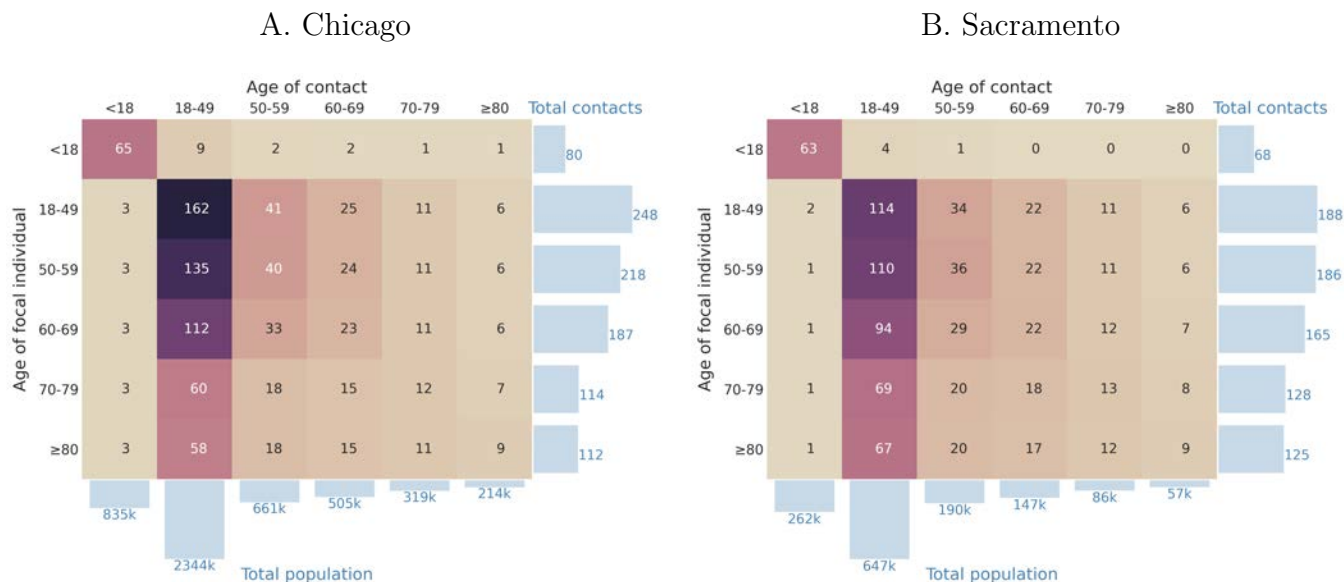 A. Chicago
Age of contact
<18 18-49 50-59 60-69 70-79 ≥80 Total contacts
Age of focal individual
<18 65 9 2 2 1 1 80
18-49 3 162 41 25 11 6 248
50-59 3 135 40 24 11 6 218
60-69 3 112 33 23 11 6 187
70-79 3 60 18 15 12 7 114
≥80 3 58 18 15 11 9 112
835k 2344k 661k 505k 319k 214k
Total population
B. Sacramento
Age of contact
<18 18-49 50-59 60-69 70-79 ≥80 Total contacts
Age of focal individual
<18 63 4 1 0 0 0 68
18-49 2 114 34 22 11 6 188
50-59 1 110 36 22 11 6 186
60-69 1 94 29 22 12 7 165
70-79 1 69 20 18 13 8 128
≥80 1 67 20 17 12 9 125
262k 647k 190k 147k 86k 57k
Total population